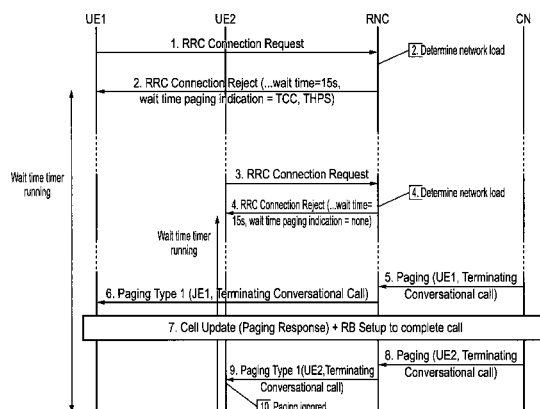 UE1 UE2 RNC CN
1. RRC Connection Request
2. Determine network load
2. RRC Connection Reject (...wait time=15s,
wait time paging indication = TCC, THPS)
Wait time timer
running
3. RRC Connection Request
4. Determine network load
4. RRC Connection Reject (...wait time=
15s, wait time paging indication = none)
Wait time timer
running
5. Paging (UE1, Terminating
Conversational call)
6. Paging Type 1 (JE1, Terminating Conversational Call)
7. Cell Update (Paging Response) + RB Setup to complete call
8. Paging (UE2, Terminating
Conversational call)
9. Paging Type 1(UE2,Terminating
Conversational call)
10. Paging ignored